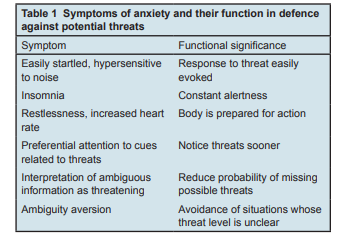 Table 1 Symptoms of anxiety and their function in defence
against potential threats
Symptom Functional significance
Easily startled, hypersensitive Response to threat easily
to noise evoked
Insomnia Constant alertness
Restlessness, increased heart Body is prepared for action
rate
Preferential attention to cues Notice threats sooner
related to threats
Interpretation of ambiguous Reduce probability of missing
information as threatening possible threats
Ambiguity aversion Avoidance of situations whose
threat level is unclear